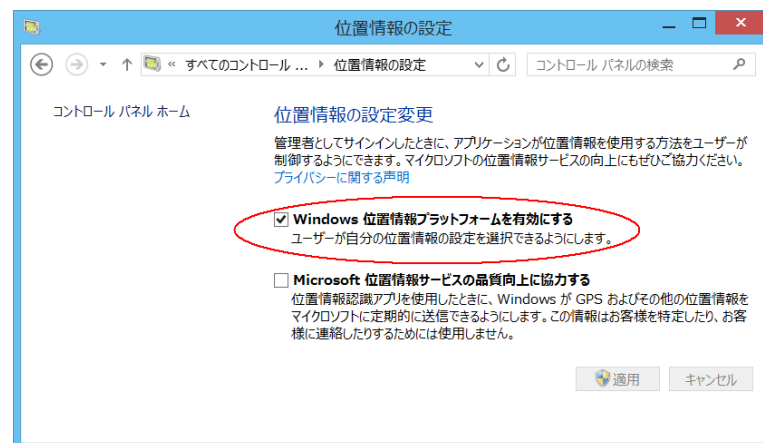 位置情報の設定
« すべてのコントロール ... 位置情報の設定
コントロール パネルの検索
コントロール パネル ホーム
位置情報の設定変更
管理者としてサインインしたときに、アプリケーションが位置情報を使用する方法をユーザーが
制御するようにできます。マイクロソフトの位置情報サービスの向上にもぜひご協力ください。
プライバシーに関する声明
Windows 位置情報プラットフォームを有効にする
ユーザーが自分の位置情報の設定を選択できるようにします。
Microsoft 位置情報サービスの品質向上に協力する
位置情報認識アプリを使用したときに、Windows が GPS およびその他の位置情報を
マイクロソフトに定期的に送信できるようにします。この情報はお客様を特定したり、お客
様に連絡したりするためには使用しません。
適用
キャンセル